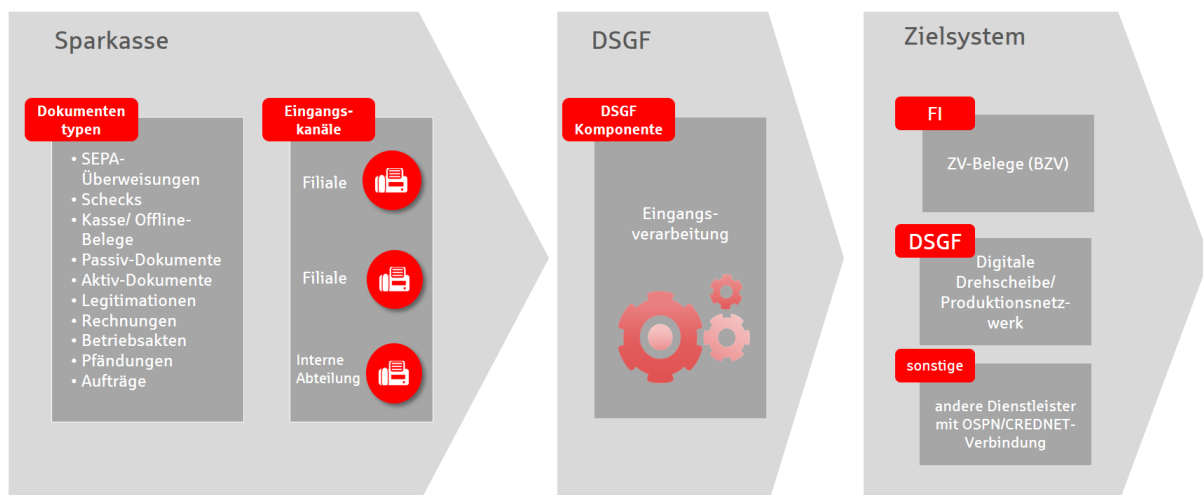 Sparkasse
Dokumenten
typen
• SEPA-
Überweisungen
• Schecks
• Kasse/ Offline-
Belege
• Passiv-Dokumente
• Aktiv-Dokumente
• Legitimationen
• Rechnungen
• Betriebsakten
• Pfändungen
• Aufträge
Eingangs-
kanäle
Filiale
Filiale
Interne
Abteilung
DSGF
DSGF
Komponente
Eingangs-
verarbeitung
Zielsystem
FI
ZV-Belege (BZV)
DSGF
Digitale
Drehscheibe/
Produktionsnetz-
werk
sonstige
andere Dienstleister
mit OSPN/CREDNET-
Verbindung